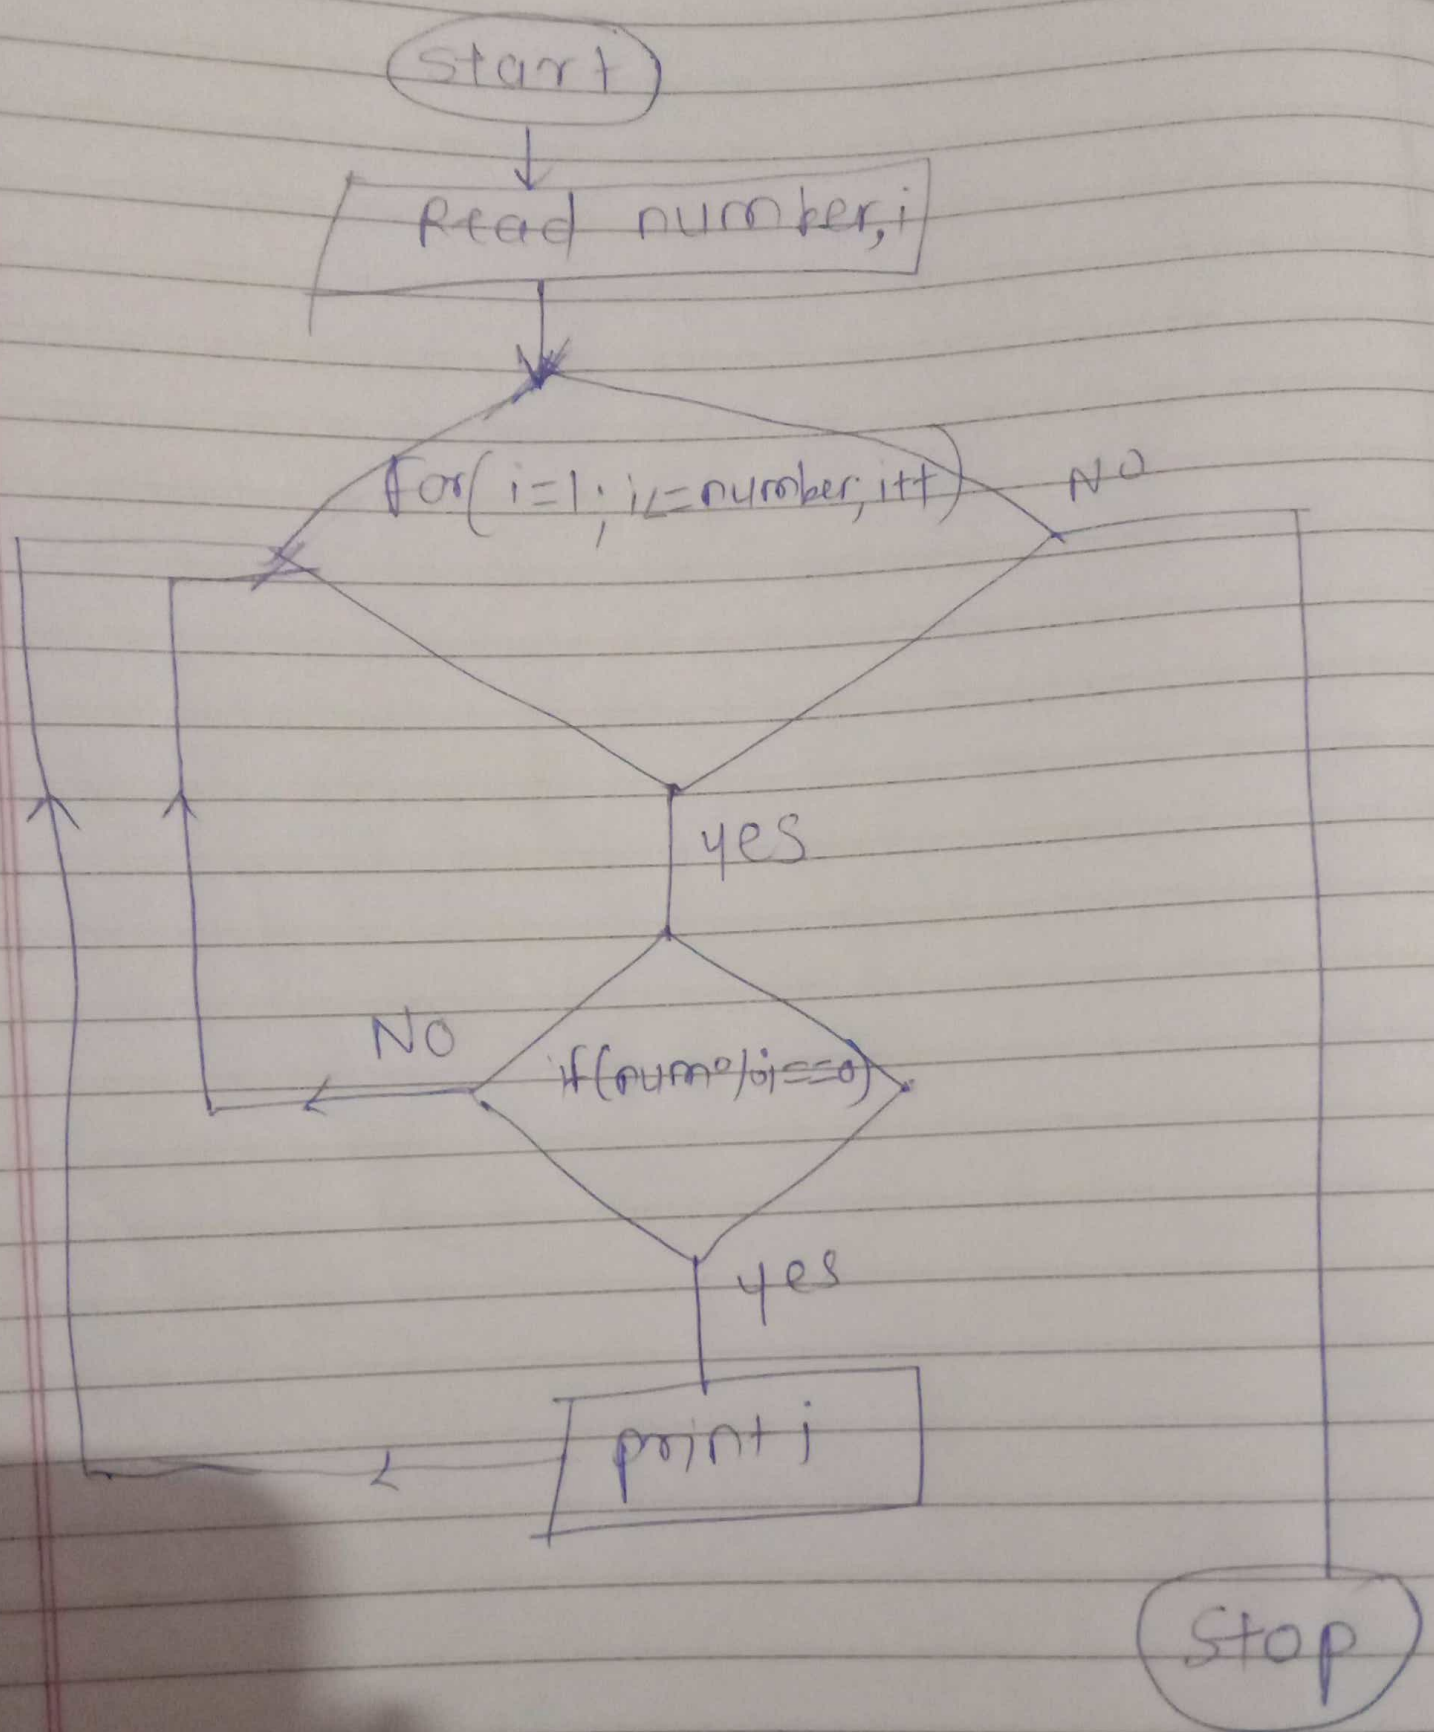 Start
Read number,i
for(i=1; i<=number; i++)
NO
yes
NO
if(num%i==0)
yes
print i
Stop